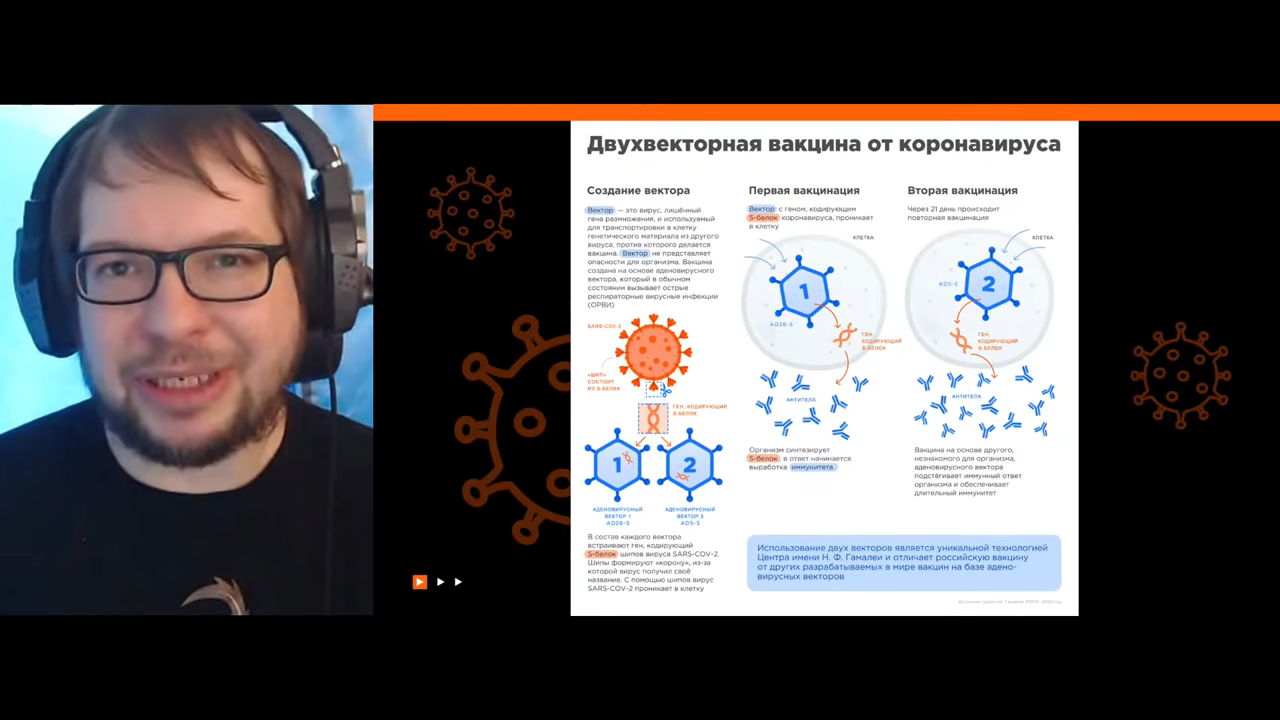 Двухвекторная вакцина от коронавируса
Создание вектора
Вектор — это вирус, лишённый
гена размножения, и используемый
для транспортировки в клетку
генетического материала из другого
вируса, против которого делается
вакцина. Вектор не представляет
опасности для организма. Вакцина
создана на основе аденовирусного
вектора, который в обычном
состоянии вызывает острые
респираторные вирусные инфекции
(ОРВИ)
SARS-COV-2
«ШИП»
СОСТОИТ
ИЗ S-БЕЛКА
ГЕН, КОДИРУЮЩИЙ
S-БЕЛОК
1
2
АДЕНОВИРУСНЫЙ
ВЕКТОР 1
AD26-S
АДЕНОВИРУСНЫЙ
ВЕКТОР 2
AD5-S
В состав каждого вектора
встраивают ген, кодирующий
S-белок шипов вируса SARS-COV-2.
Шипы формируют «корону», из-за
которой вирус получил своё
название. С помощью шипов вирус
SARS-COV-2 проникает в клетку
Первая вакцинация
Вектор с геном, кодирующим
S-белок коронавируса, проникает
в клетку
КЛЕТКА
1
AD26-S
ГЕН,
КОДИРУЮЩИЙ
S-БЕЛОК
АНТИТЕЛА
Организм синтезирует
S-белок, в ответ начинается
выработка иммунитета
Вторая вакцинация
Через 21 день происходит
повторная вакцинация
КЛЕТКА
2
AD5-S
ГЕН,
КОДИРУЮЩИЙ
S-БЕЛОК
АНТИТЕЛА
Вакцина на основе другого,
незнакомого для организма,
аденовирусного вектора
подстёгивает иммунный ответ
организма и обеспечивает
длительный иммунитет
Использование двух векторов является уникальной технологией
Центра имени Н. Ф. Гамалеи и отличает российскую вакцину
от других разрабатываемых в мире вакцин на базе адено-
вирусных векторов